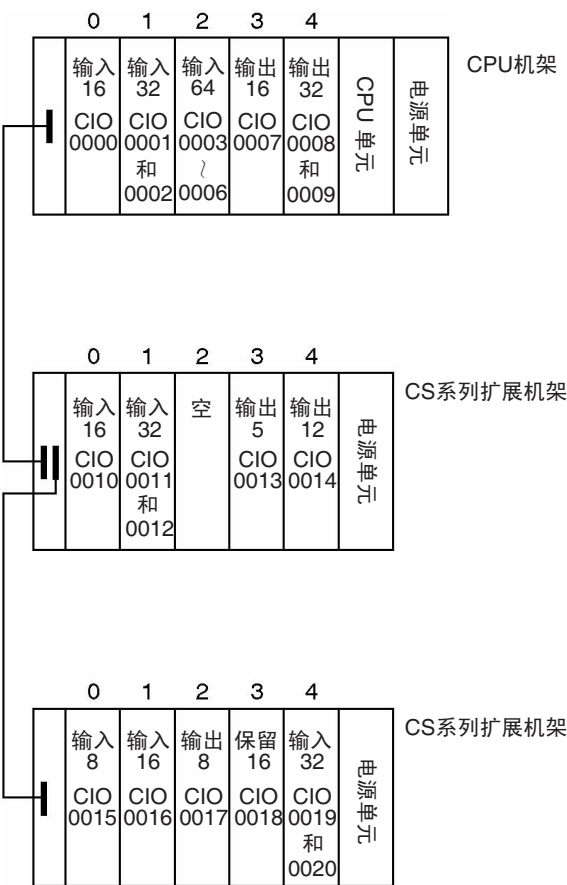 0 1 2 3 4
CPU机架
输入
16
CIO
0000
输入
32
CIO
0001
和
0002
输入
64
CIO
0003
～
0006
输出
16
CIO
0007
输出
32
CIO
0008
和
0009
CPU 单元
电源单元
0 1 2 3 4
CS系列扩展机架
输入
16
CIO
0010
输入
32
CIO
0011
和
0012
空
输出
5
CIO
0013
输出
12
CIO
0014
电源单元
0 1 2 3 4
CS系列扩展机架
输入
8
CIO
0015
输入
16
CIO
0016
输出
8
CIO
0017
保留
16
CIO
0018
输入
32
CIO
0019
和
0020
电源单元